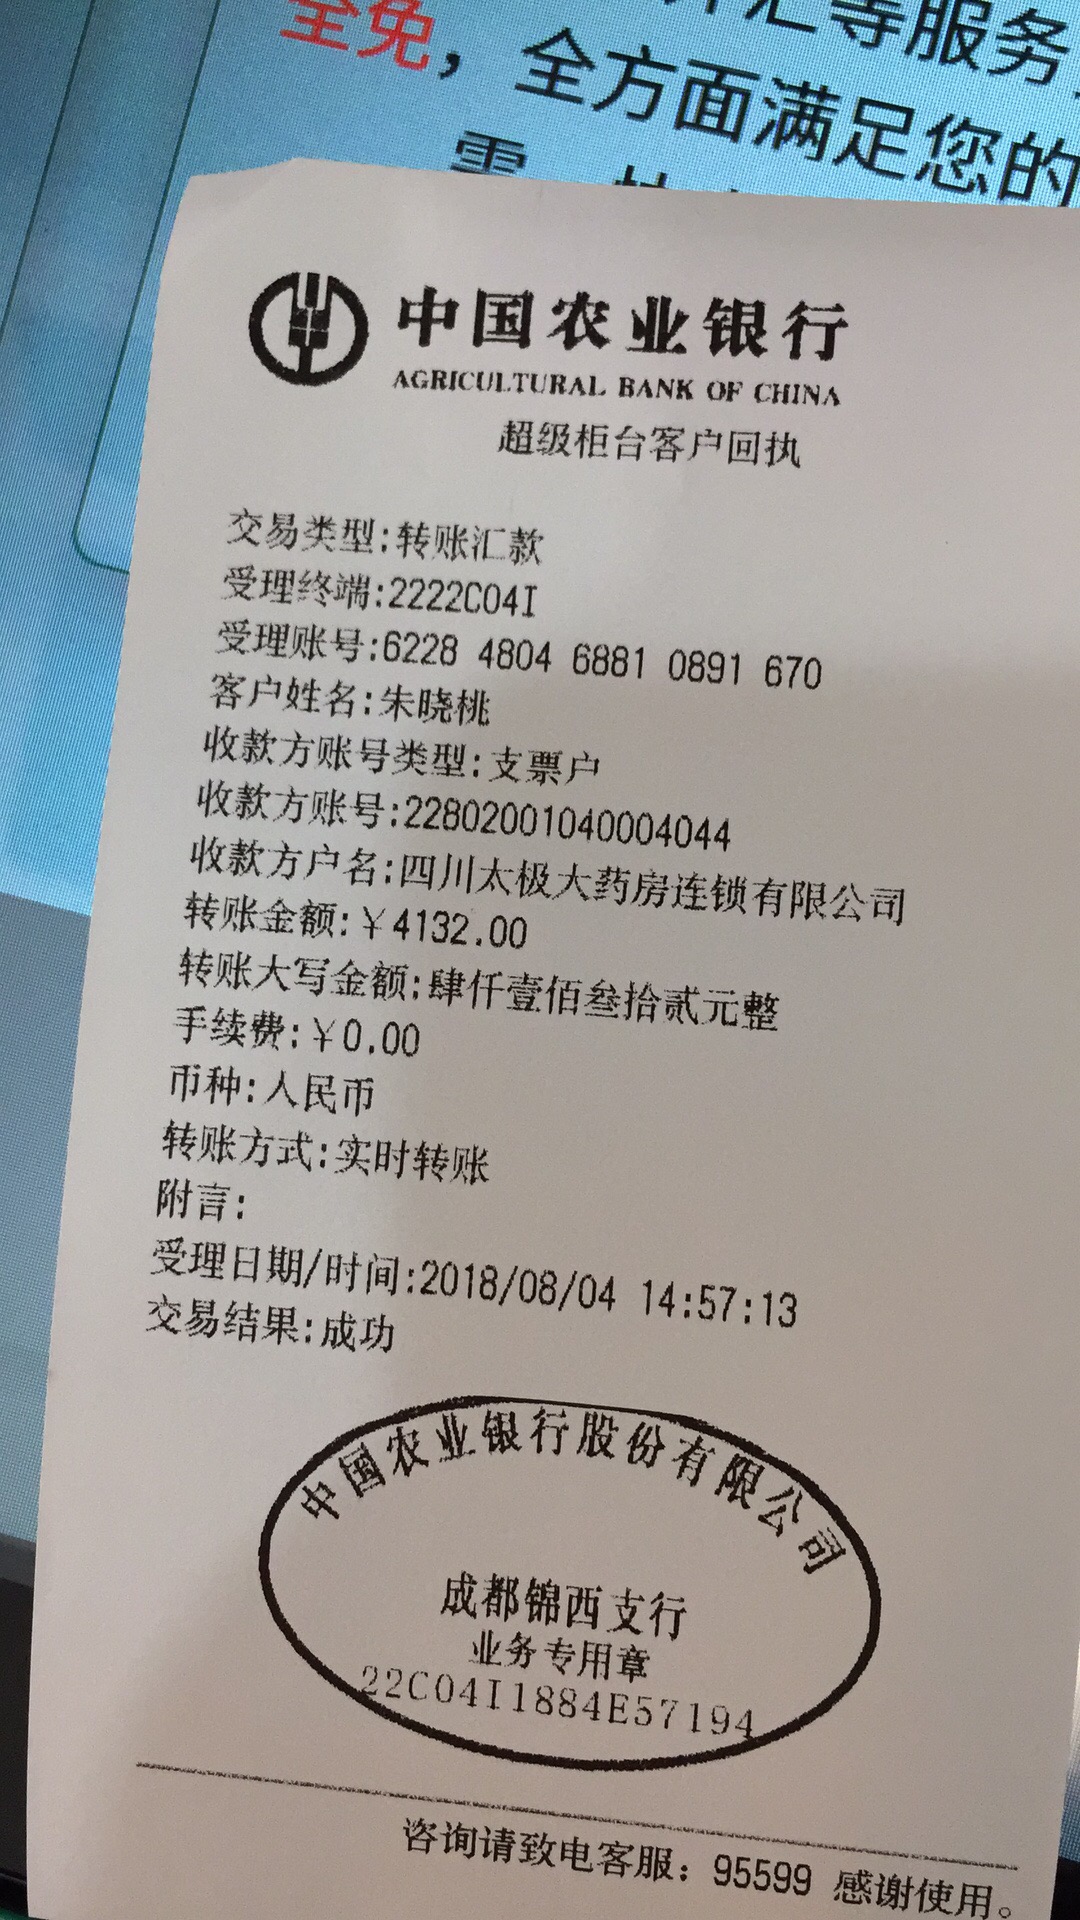 等服务
全免，全方面满足您的
需
中国农业银行
AGRICULTURAL BANK OF CHINA
超级柜台客户回执
交易类型:转账汇款
受理终端:2222C04I
受理账号:6228 4804 6881 0891 670
客户姓名:朱晓桃
收款方账号类型:支票户
收款方账号:22802001040004044
收款方户名:四川太极大药房连锁有限公司
转账金额:￥4132.00
转账大写金额:肆仟壹佰叁拾贰元整
手续费:￥0.00
币种:人民币
转账方式:实时转账
附言:
受理日期/时间:2018/08/04 14:57:13
交易结果:成功
中国农业银行股份有限公司
成都锦西支行
业务专用章
22C04I1884E57194
咨询请致电客服：95599 感谢使用。